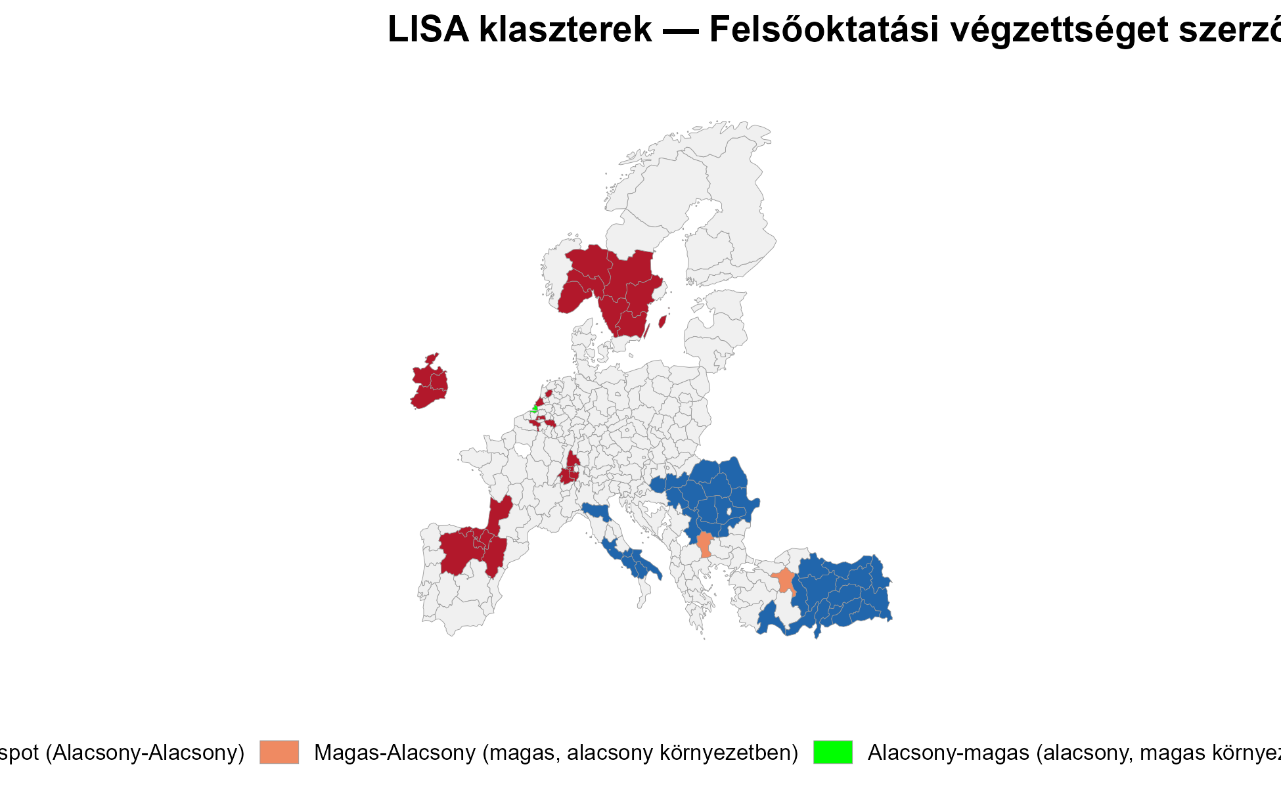 LISA klaszterek — Felsőoktatási végzettséget szerző
spot (Alacsony-Alacsony) Magas-Alacsony (magas, alacsony környezetben) Alacsony-magas (alacsony, magas környez